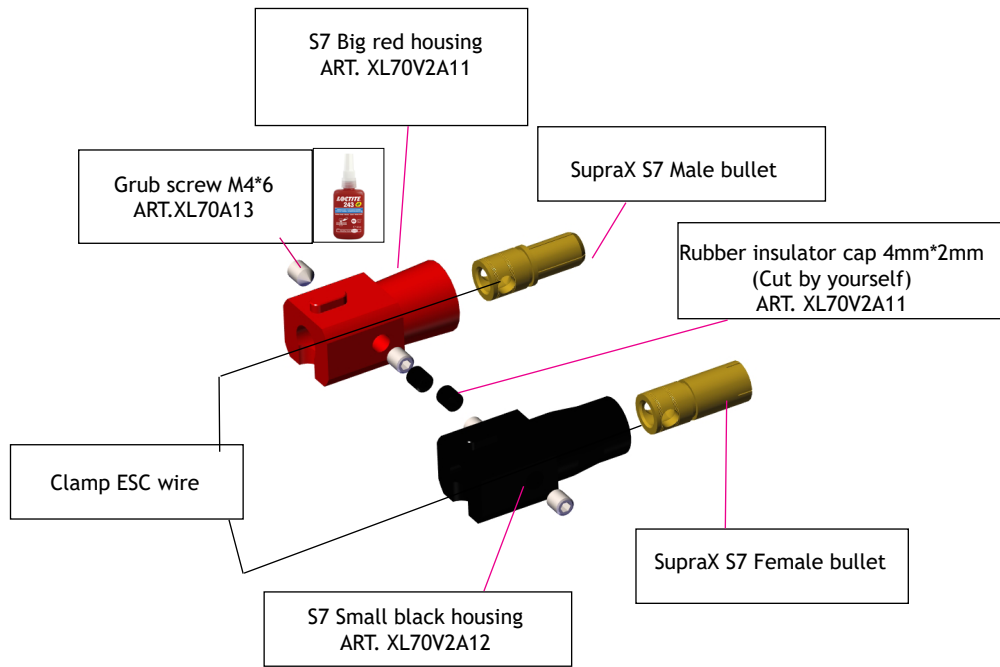 S7 Big red housing
ART. XL70V2A11
Grub screw M4*6
ART.XL70A13
LOCTITE
243
SupraX S7 Male bullet
Rubber insulator cap 4mm*2mm
(Cut by yourself)
ART. XL70V2A11
Clamp ESC wire
SupraX S7 Female bullet
S7 Small black housing
ART. XL70V2A12